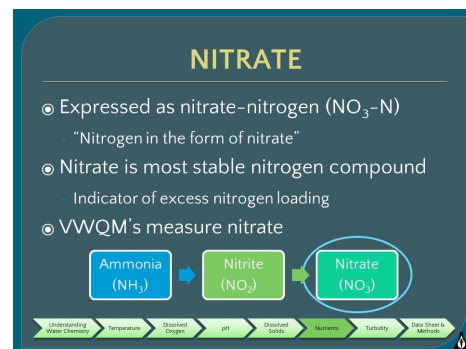 NITRATE
◉ Expressed as nitrate-nitrogen (NO₃-N)
• “Nitrogen in the form of nitrate”
◉ Nitrate is most stable nitrogen compound
• Indicator of excess nitrogen loading
◉ VWQM’s measure nitrate
Ammonia
(NH₃)
Nitrite
(NO₂)
Nitrate
(NO₃)
Understanding
Water Chemistry
Temperature
Dissolved
Oxygen
pH
Dissolved
Solids
Nutrients
Turbidity
Data Sheet &
Methods